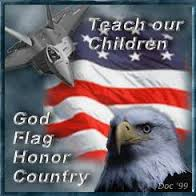 Teach our
Children
God
Flag
Honor
Country
Doc '99